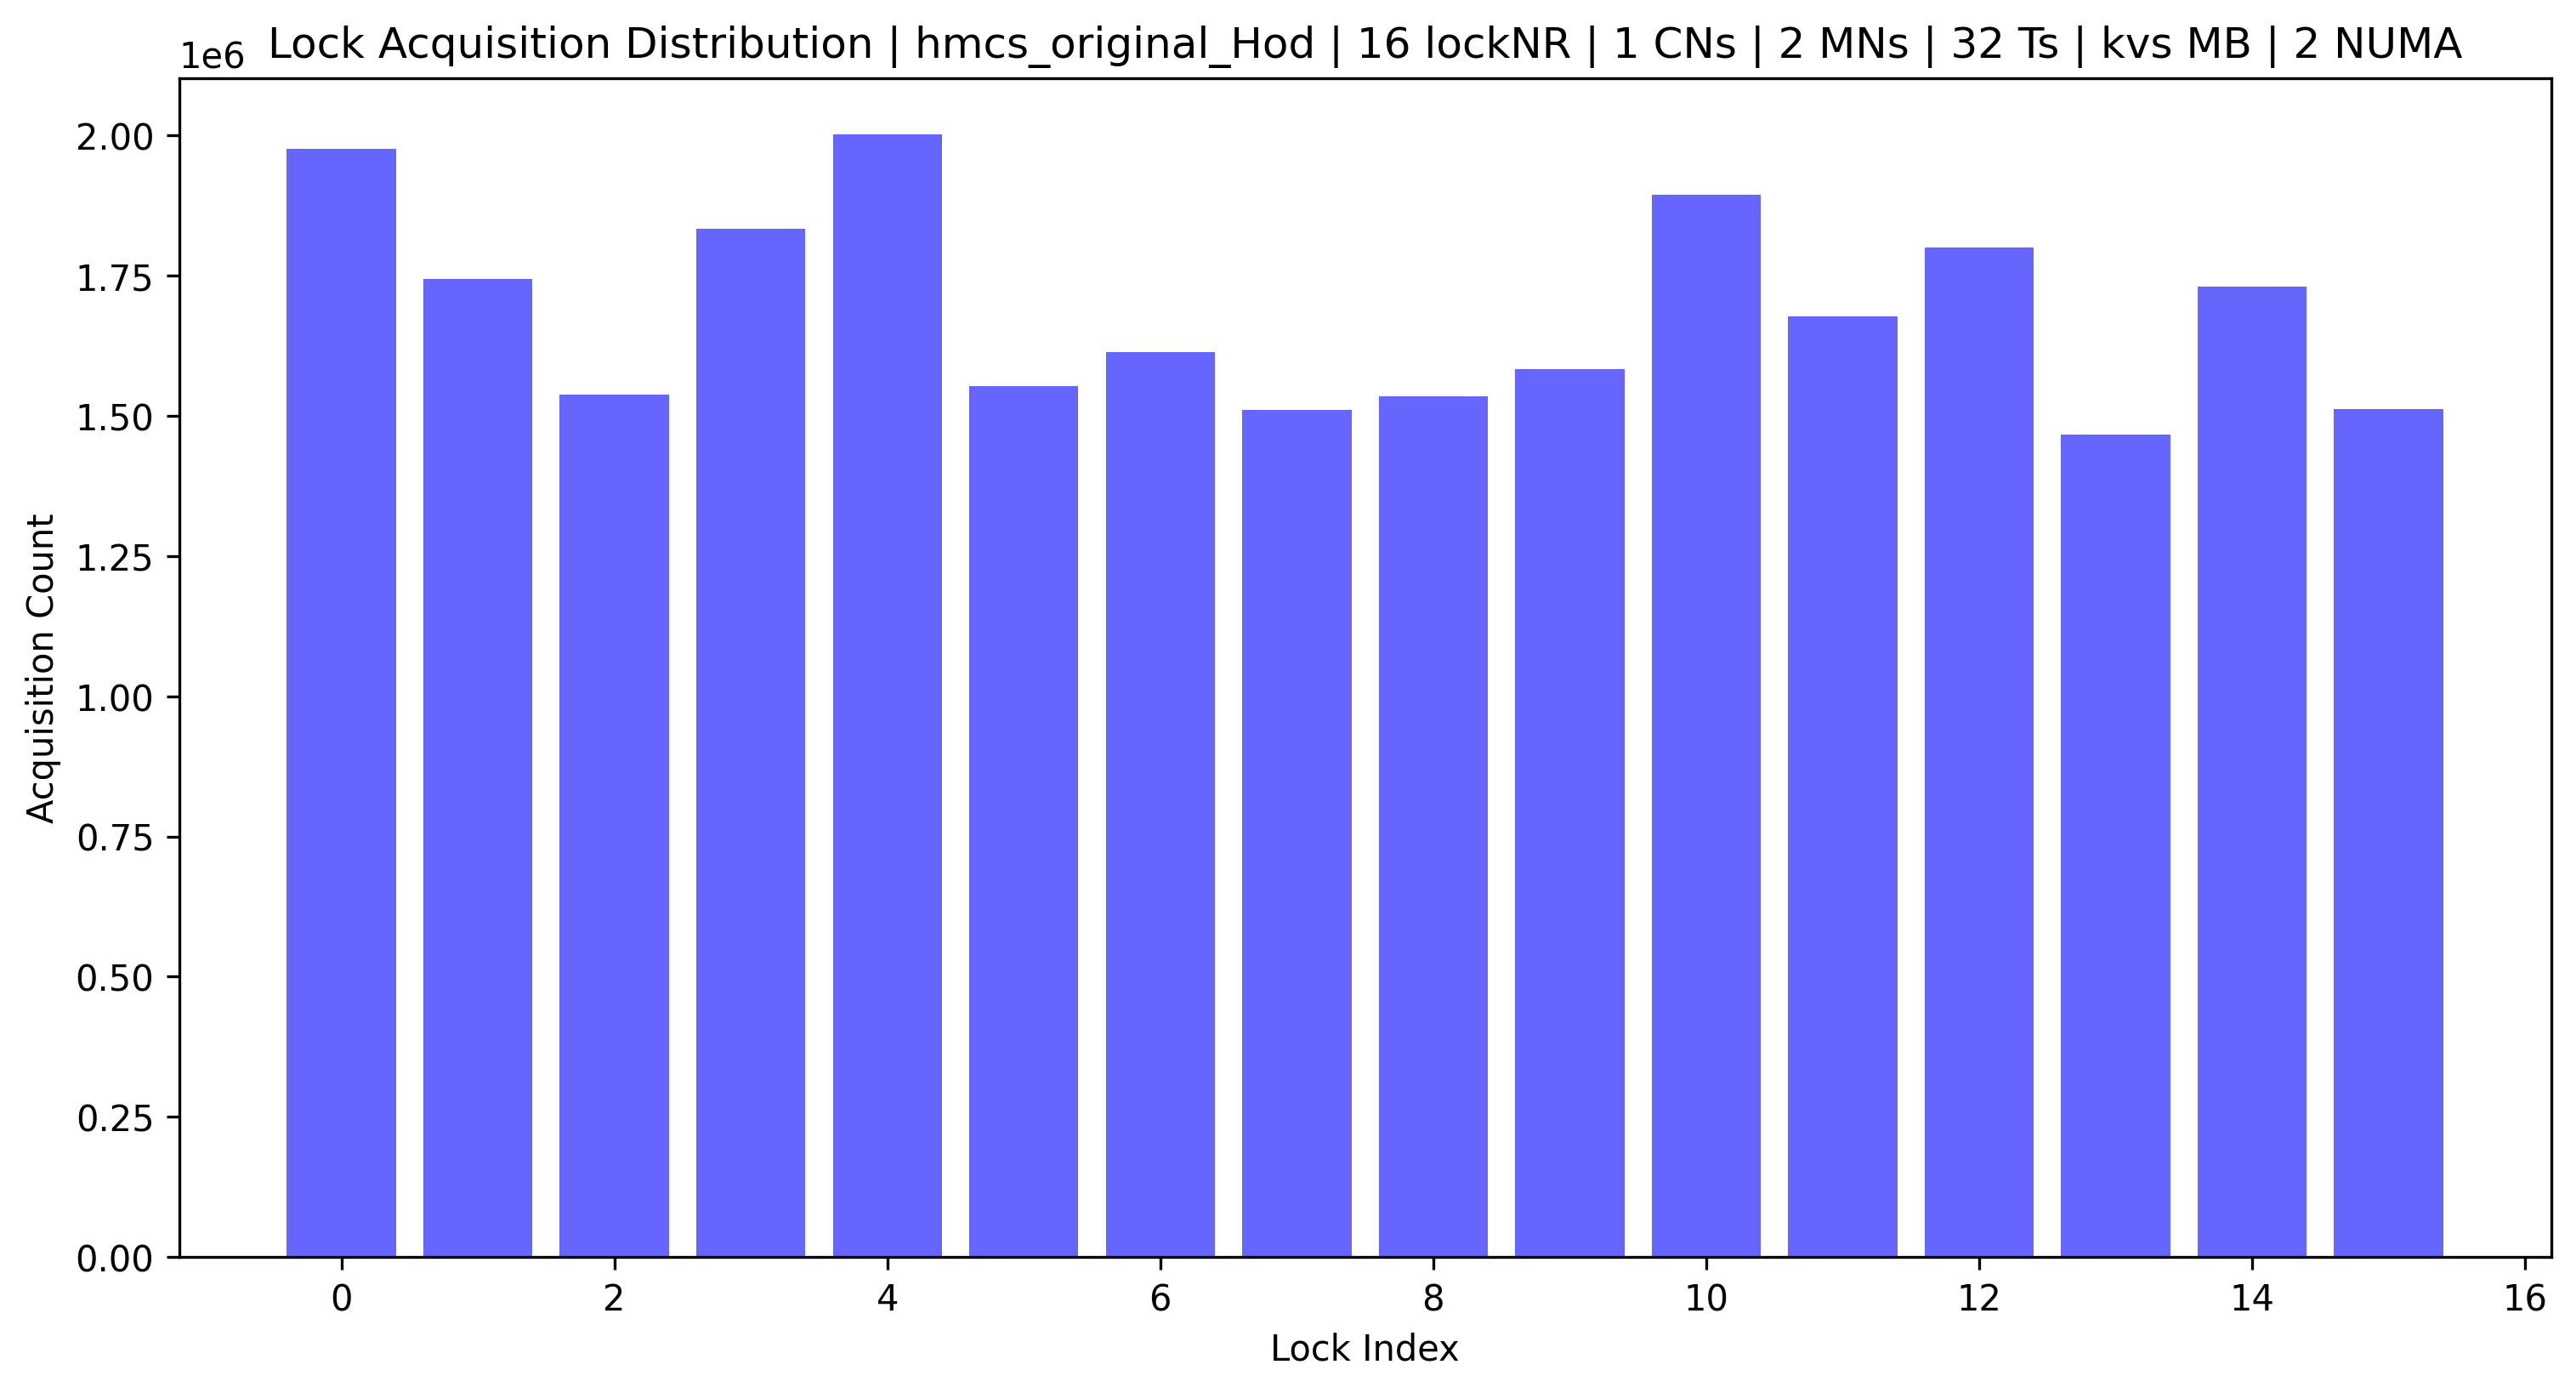 Lock Acquisition Distribution | hmcs_original_Hod | 16 lockNR | 1 CNs | 2 MNs | 32 Ts | kvs MB | 2 NUMA
1e6
2.00
1.75
1.50
1.25
1.00
0.75
0.50
0.25
0.00
Acquisition Count
0 2 4 6 8 10 12 14 16
Lock Index